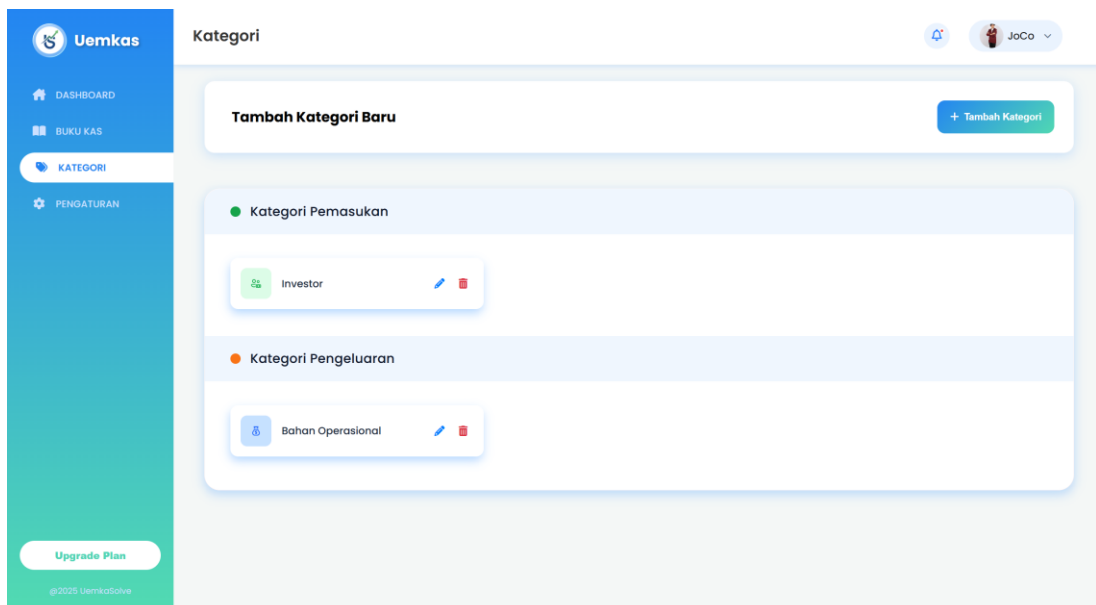 Uemkas
Kategori
JoCo
DASHBOARD
BUKU KAS
KATEGORI
PENGATURAN
Tambah Kategori Baru
+ Tambah Kategori
Kategori Pemasukan
Investor
Kategori Pengeluaran
Bahan Operasional
Upgrade Plan
@2025 UemkaSolve